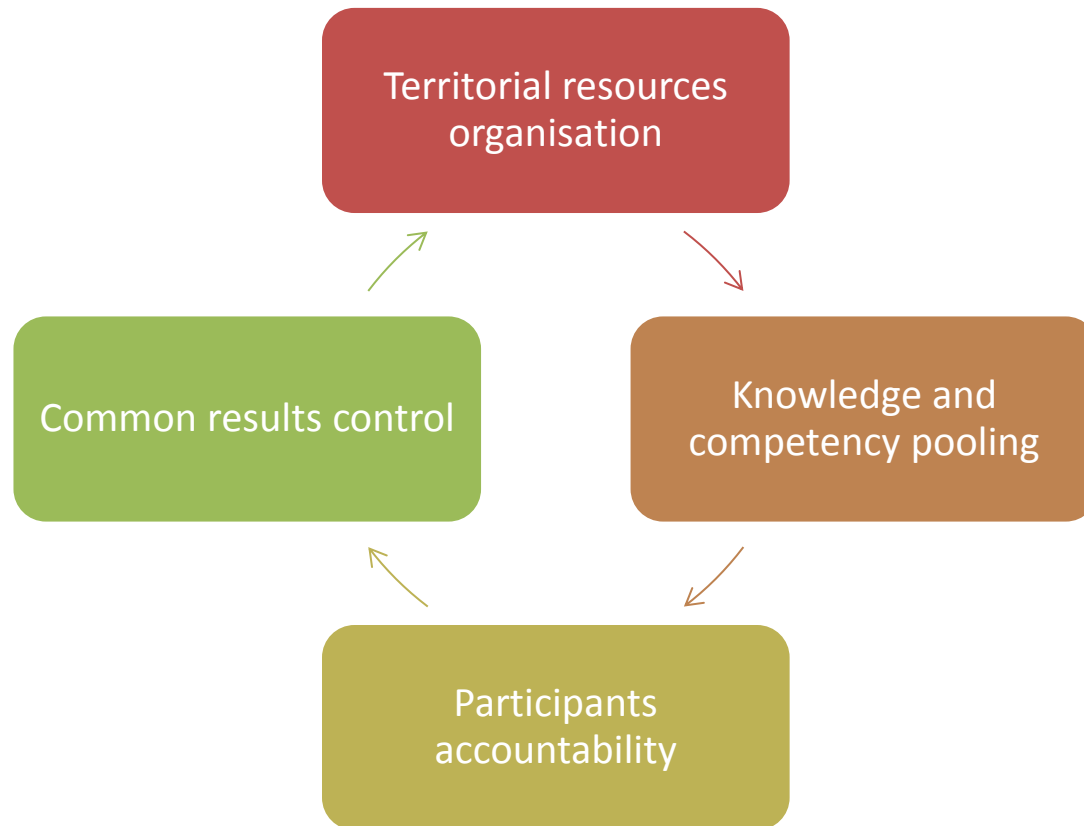 Territorial resources
organisation
Common results control
Knowledge and
competency pooling
Participants
accountability